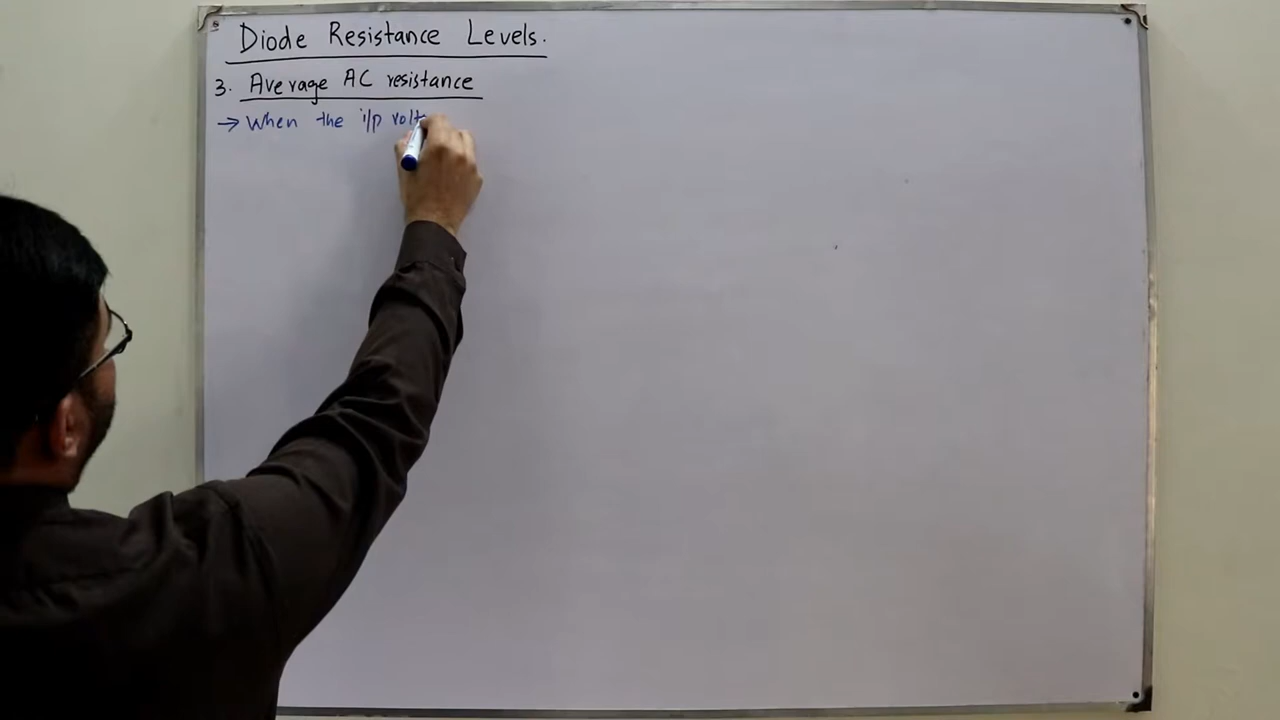 Diode Resistance Levels.
3. Average AC resistance
→ When the i/p volt